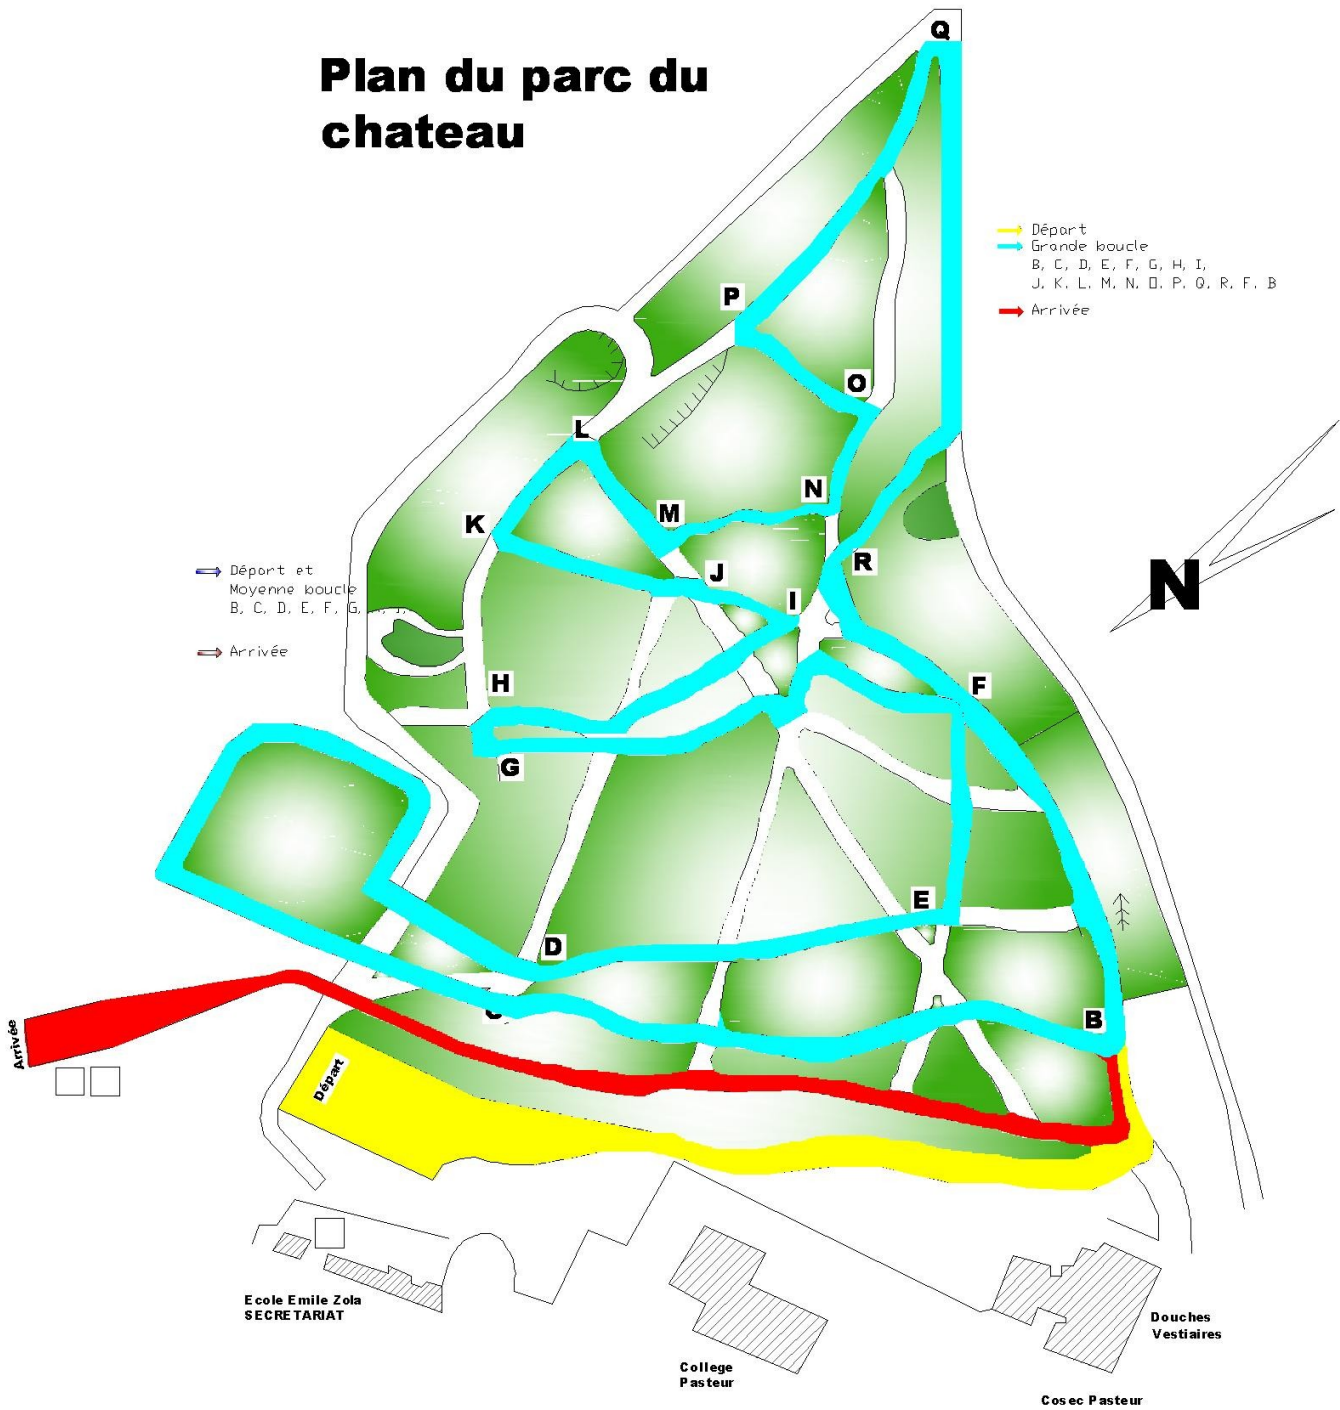 Plan du parc du
chateau
Q
Départ
Grande boucle
B, C, D, E, F, G, H, I,
J, K, L, M, N, O, P, Q, R, F, B
Arrivée
P
O
L
K
M
N
J
R
I
N
Départ et
Moyenne boucle
B, C, D, E, F, G,
Arrivée
H
F
G
E
D
B
Arrivée
Départ
Ecole Emile Zola
SECRETARIAT
College
Pasteur
Douches
Vestiaires
Cosec Pasteur